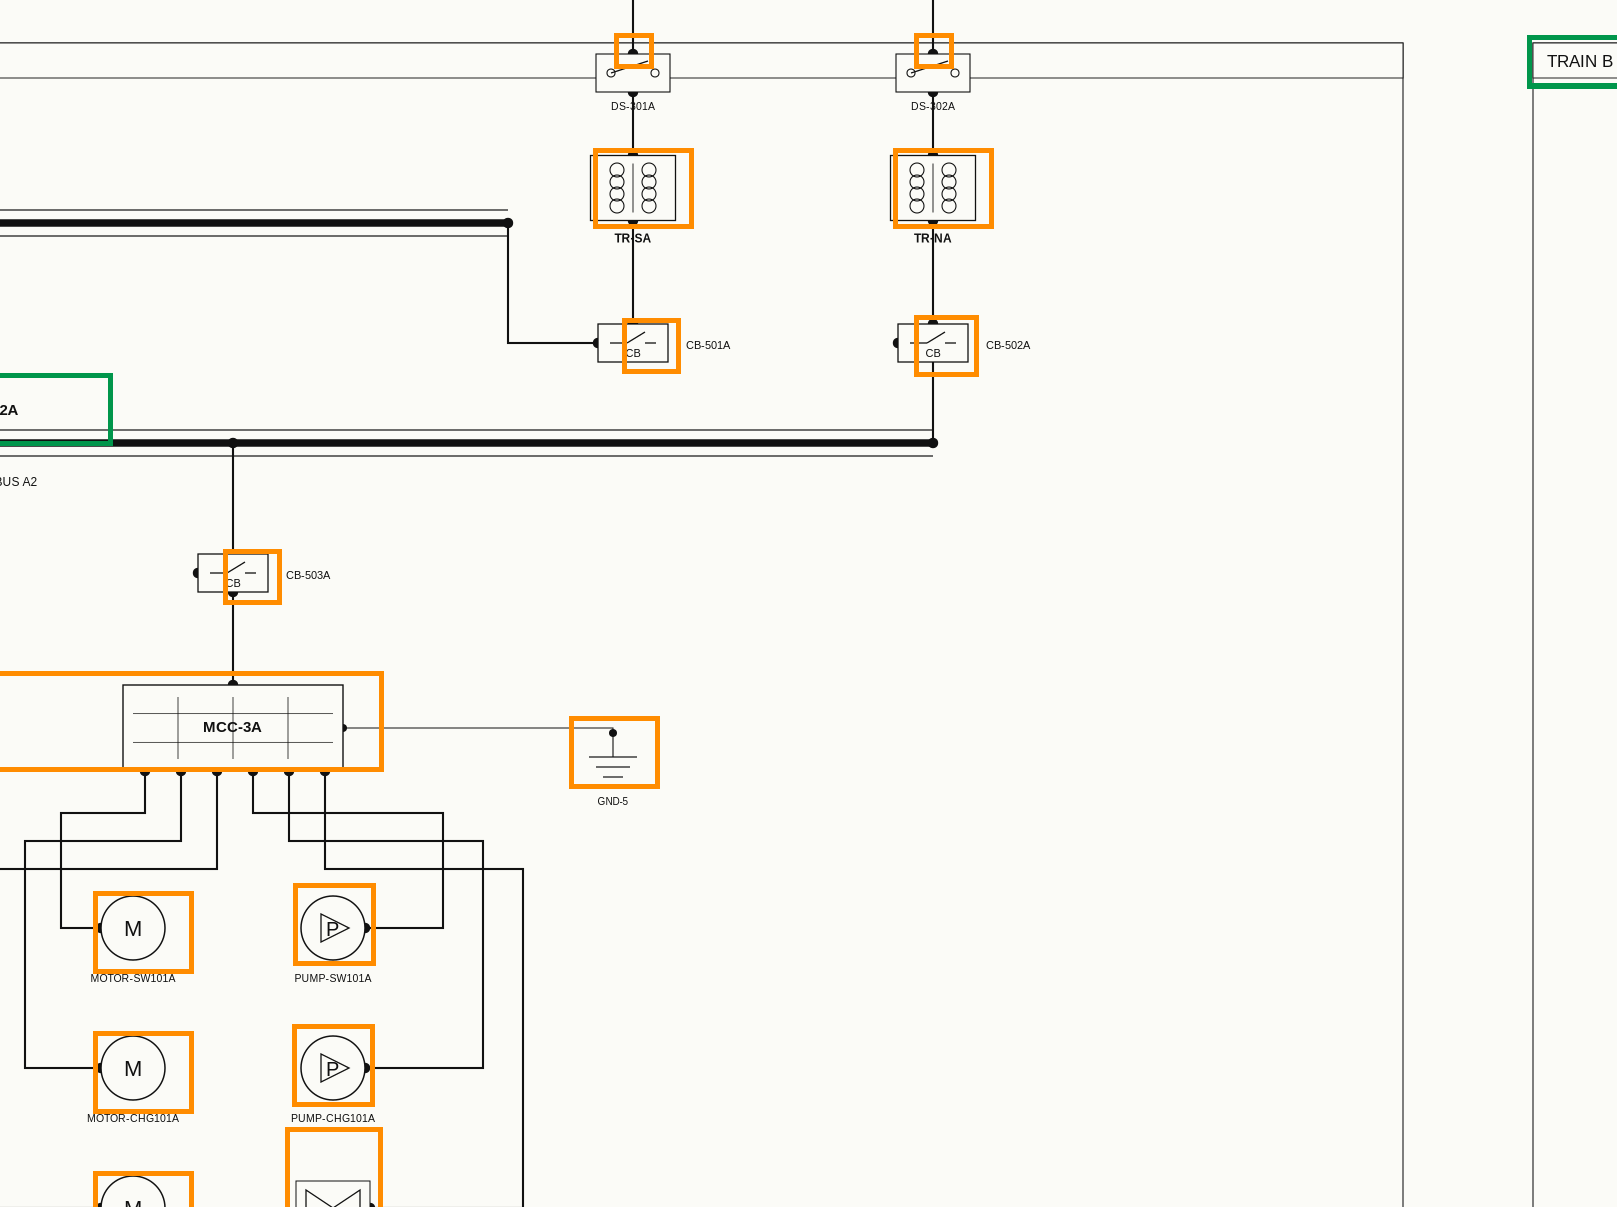 TRAIN B
DS-301A
DS-302A
TR-SA
TR-NA
CB
CB-501A
CB
CB-502A
2A
BUS A2
CB
CB-503A
MCC-3A
GND-5
M
P
MOTOR-SW101A
PUMP-SW101A
M
P
MOTOR-CHG101A
PUMP-CHG101A
M